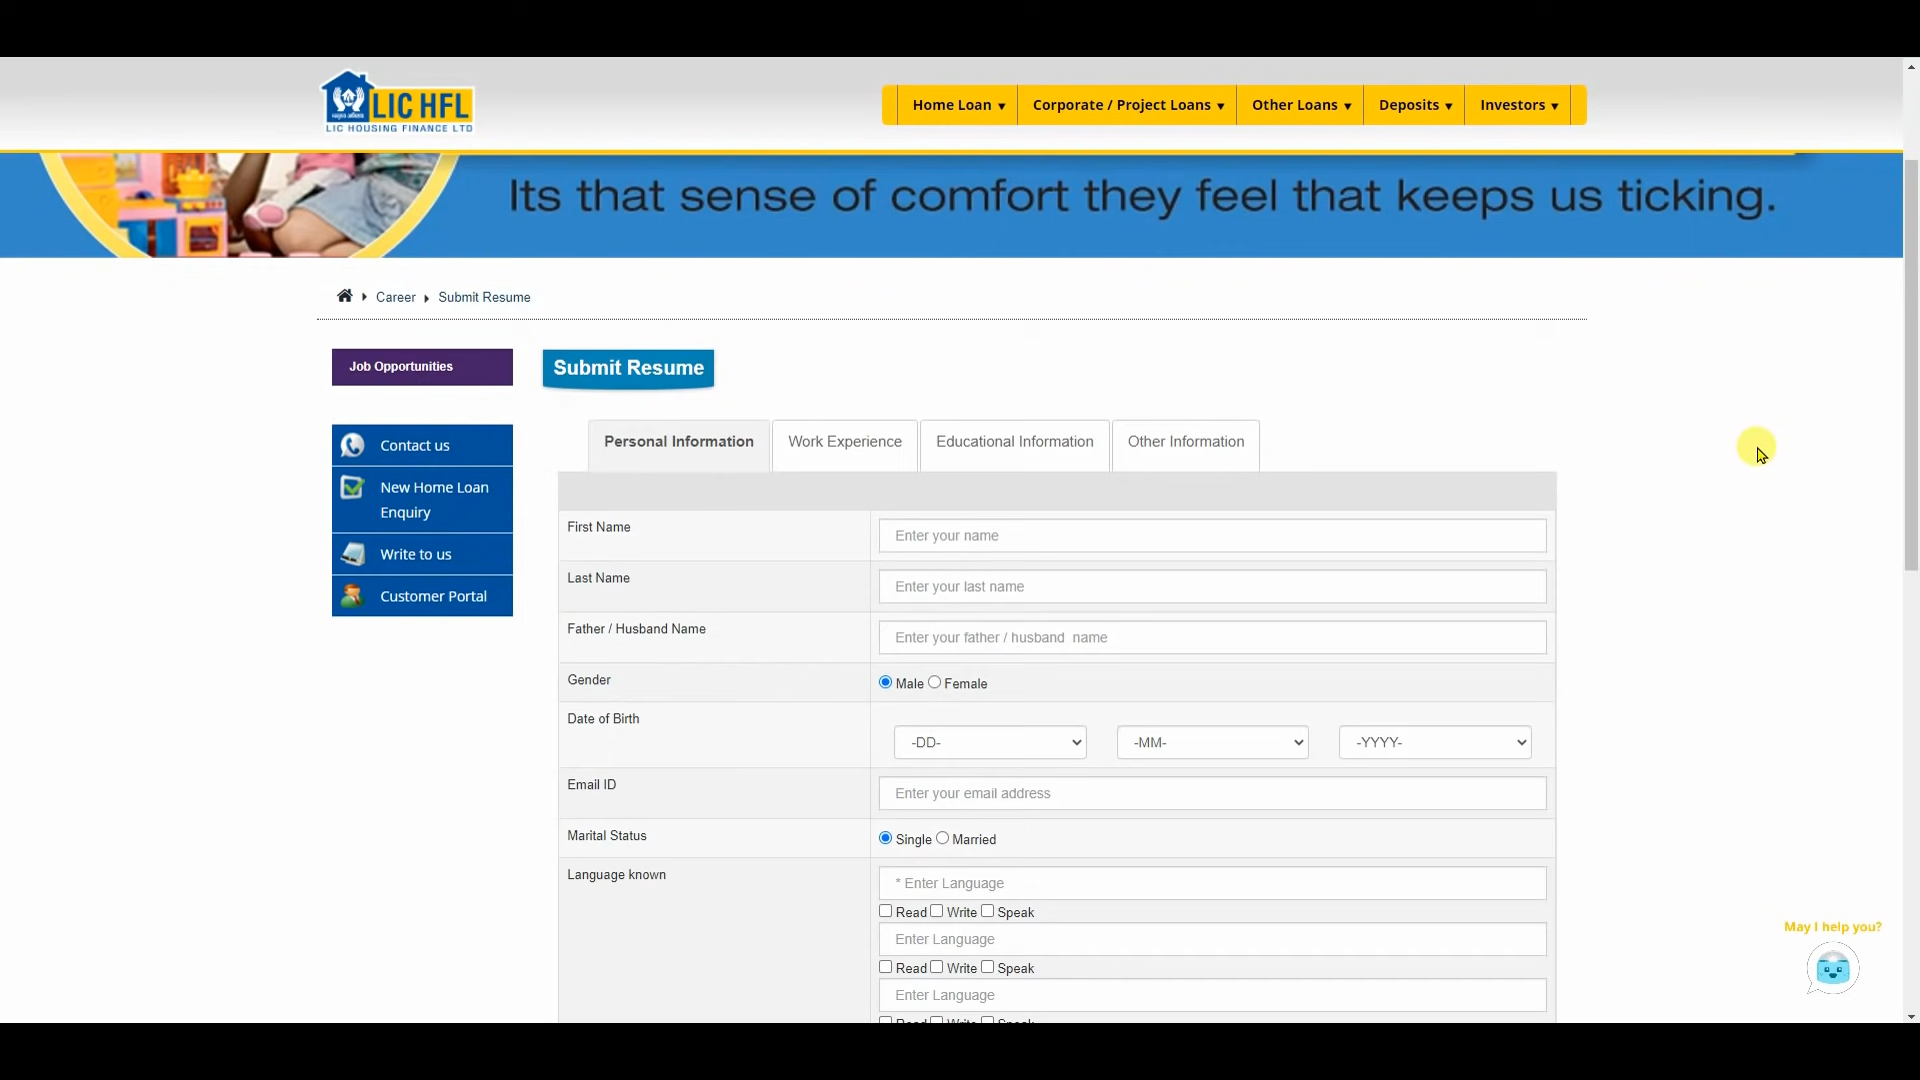 LIC HFL
LIC HOUSING FINANCE LTD
Home Loan ▾ Corporate / Project Loans ▾ Other Loans ▾ Deposits ▾ Investors ▾
Its that sense of comfort they feel that keeps us ticking.
Career Submit Resume
Job Opportunities
Submit Resume
Contact us
New Home Loan
Enquiry
Write to us
Customer Portal
Personal Information Work Experience Educational Information Other Information
First Name Enter your name
Last Name Enter your last name
Father / Husband Name Enter your father / husband name
Gender Male Female
Date of Birth -DD- -MM- -YYYY-
Email ID Enter your email address
Marital Status Single Married
Language known * Enter Language
Read Write Speak
Enter Language
Read Write Speak
Enter Language
Read Write Speak
May I help you?